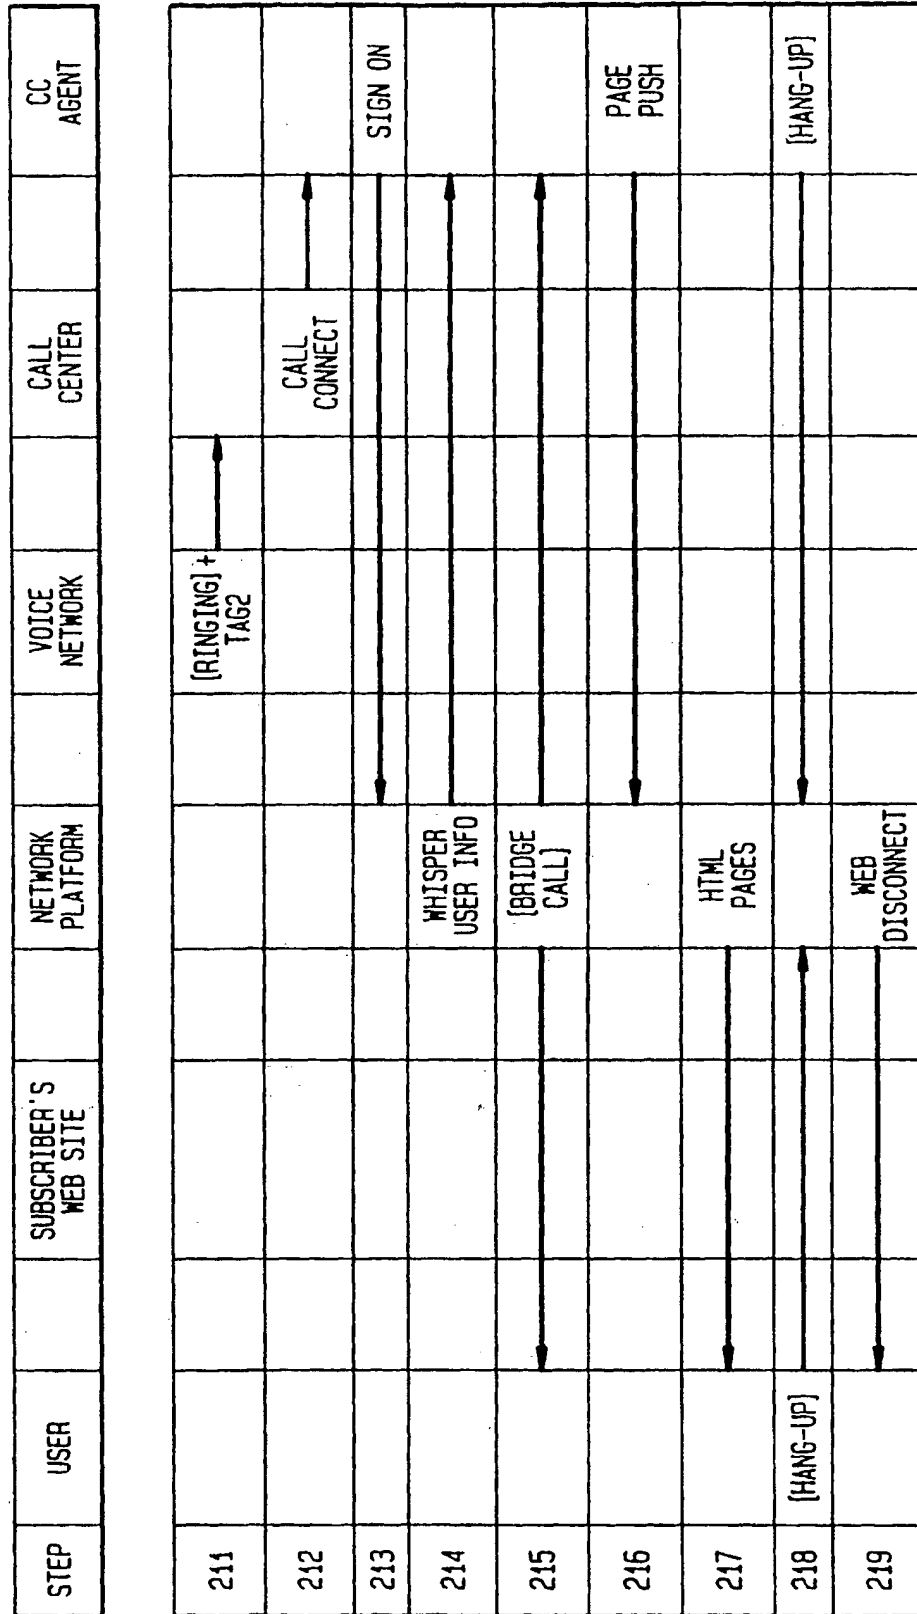 STEP
USER
SUBSCRIBER'S
WEB SITE
NETWORK
PLATFORM
VOICE
NETWORK
CALL
CENTER
CC
AGENT
211
[RINGING]+
TAG2
212
CALL
CONNECT
213
SIGN ON
214
WHISPER
USER INFO
215
[BRIDGE
CALL]
216
PAGE
PUSH
217
HTML
PAGES
218
[HANG-UP]
[HANG-UP]
219
WEB
DISCONNECT